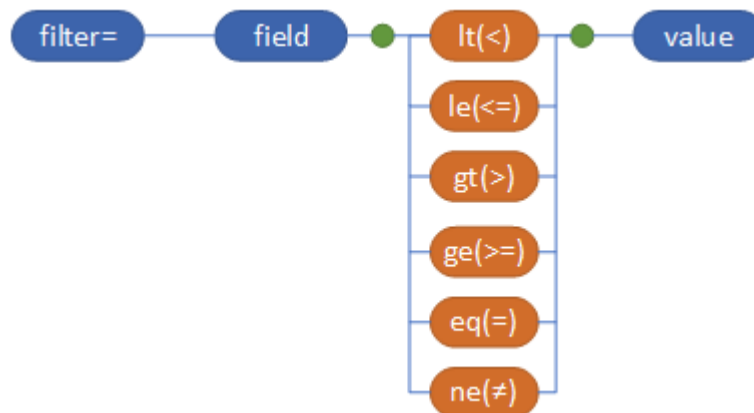 filter= field lt(<) value
le(<=)
gt(>)
ge(>=)
eq(=)
ne(≠)